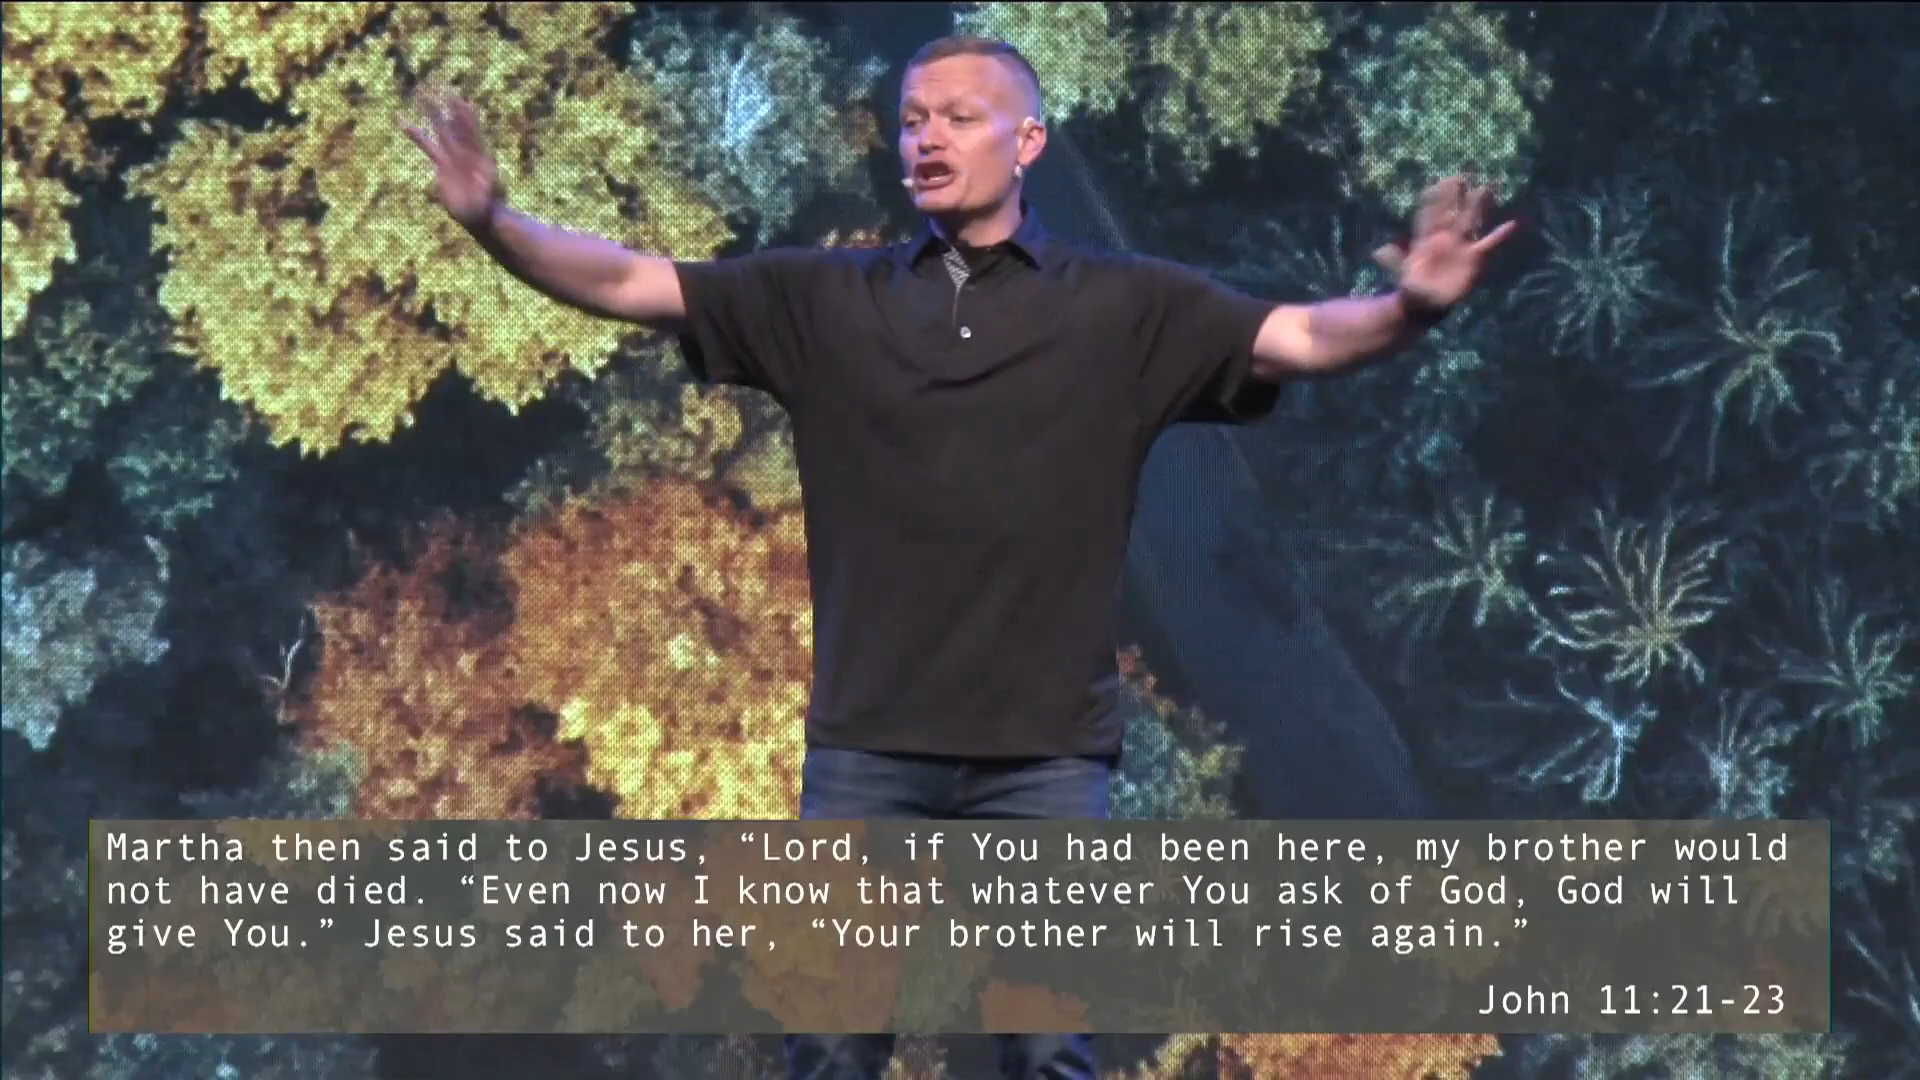 Martha then said to Jesus, “Lord, if You had been here, my brother would
not have died. “Even now I know that whatever You ask of God, God will
give You.” Jesus said to her, “Your brother will rise again.”
John 11:21-23